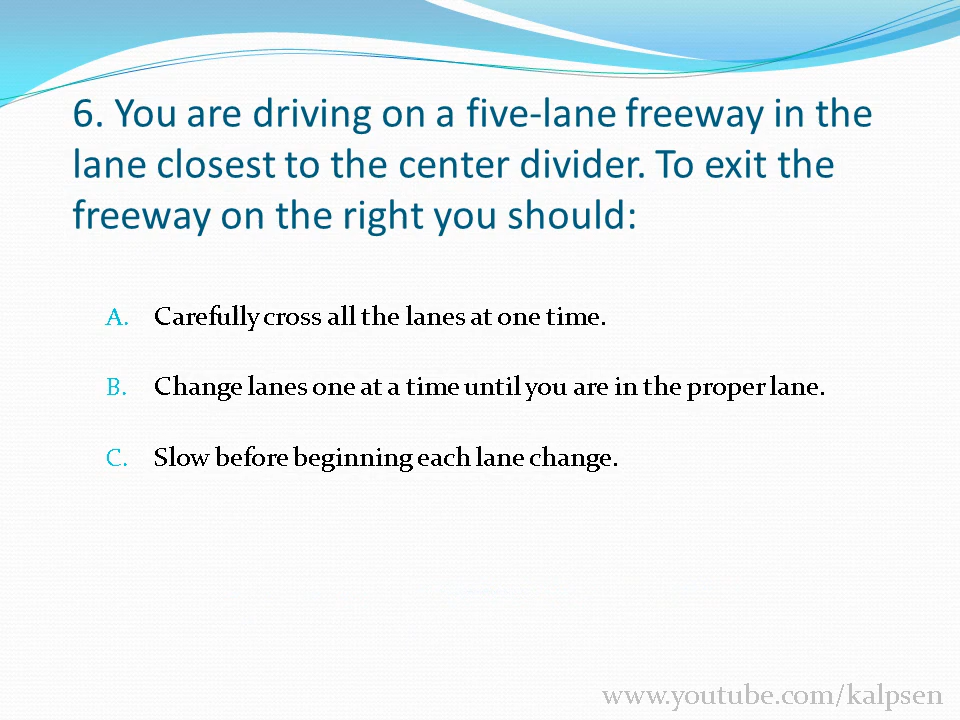 6. You are driving on a five-lane freeway in the
lane closest to the center divider. To exit the
freeway on the right you should:
A. Carefully cross all the lanes at one time.
B. Change lanes one at a time until you are in the proper lane.
C. Slow before beginning each lane change.
www.youtube.com/kalpsen